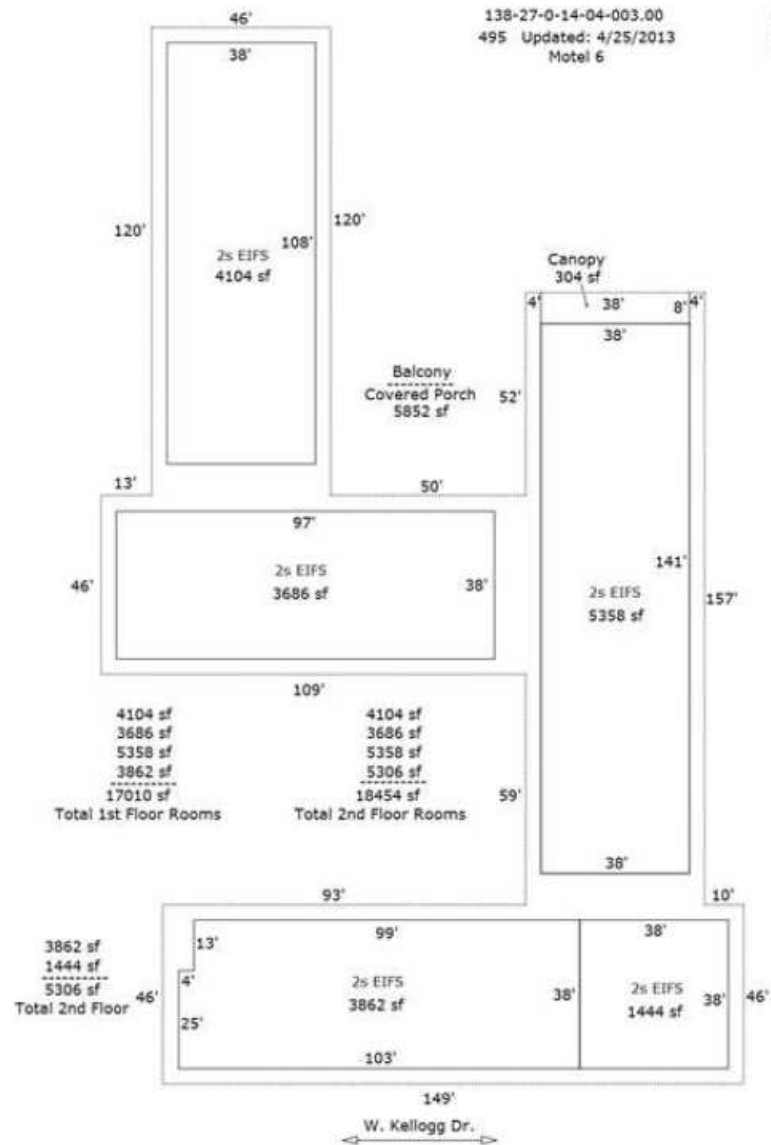 138-27-0-14-04-003.00
495 Updated: 4/25/2013
Motel 6
46'
38'
120'
108'
120'
2s EIFS
4104 sf
Canopy
304 sf
4'
38'
8'
4'
38'
Balcony
Covered Porch
5852 sf
52'
13'
50'
97'
46'
2s EIFS
3686 sf
38'
141'
2s EIFS
5358 sf
157'
109'
4104 sf
3686 sf
5358 sf
3862 sf
17010 sf
Total 1st Floor Rooms
4104 sf
3686 sf
5358 sf
5306 sf
18454 sf
Total 2nd Floor Rooms
59'
38'
93'
10'
3862 sf
1444 sf
5306 sf
Total 2nd Floor
46'
13'
4'
25'
99'
2s EIFS
3862 sf
38'
103'
38'
2s EIFS
1444 sf
38'
46'
149'
W. Kellogg Dr.